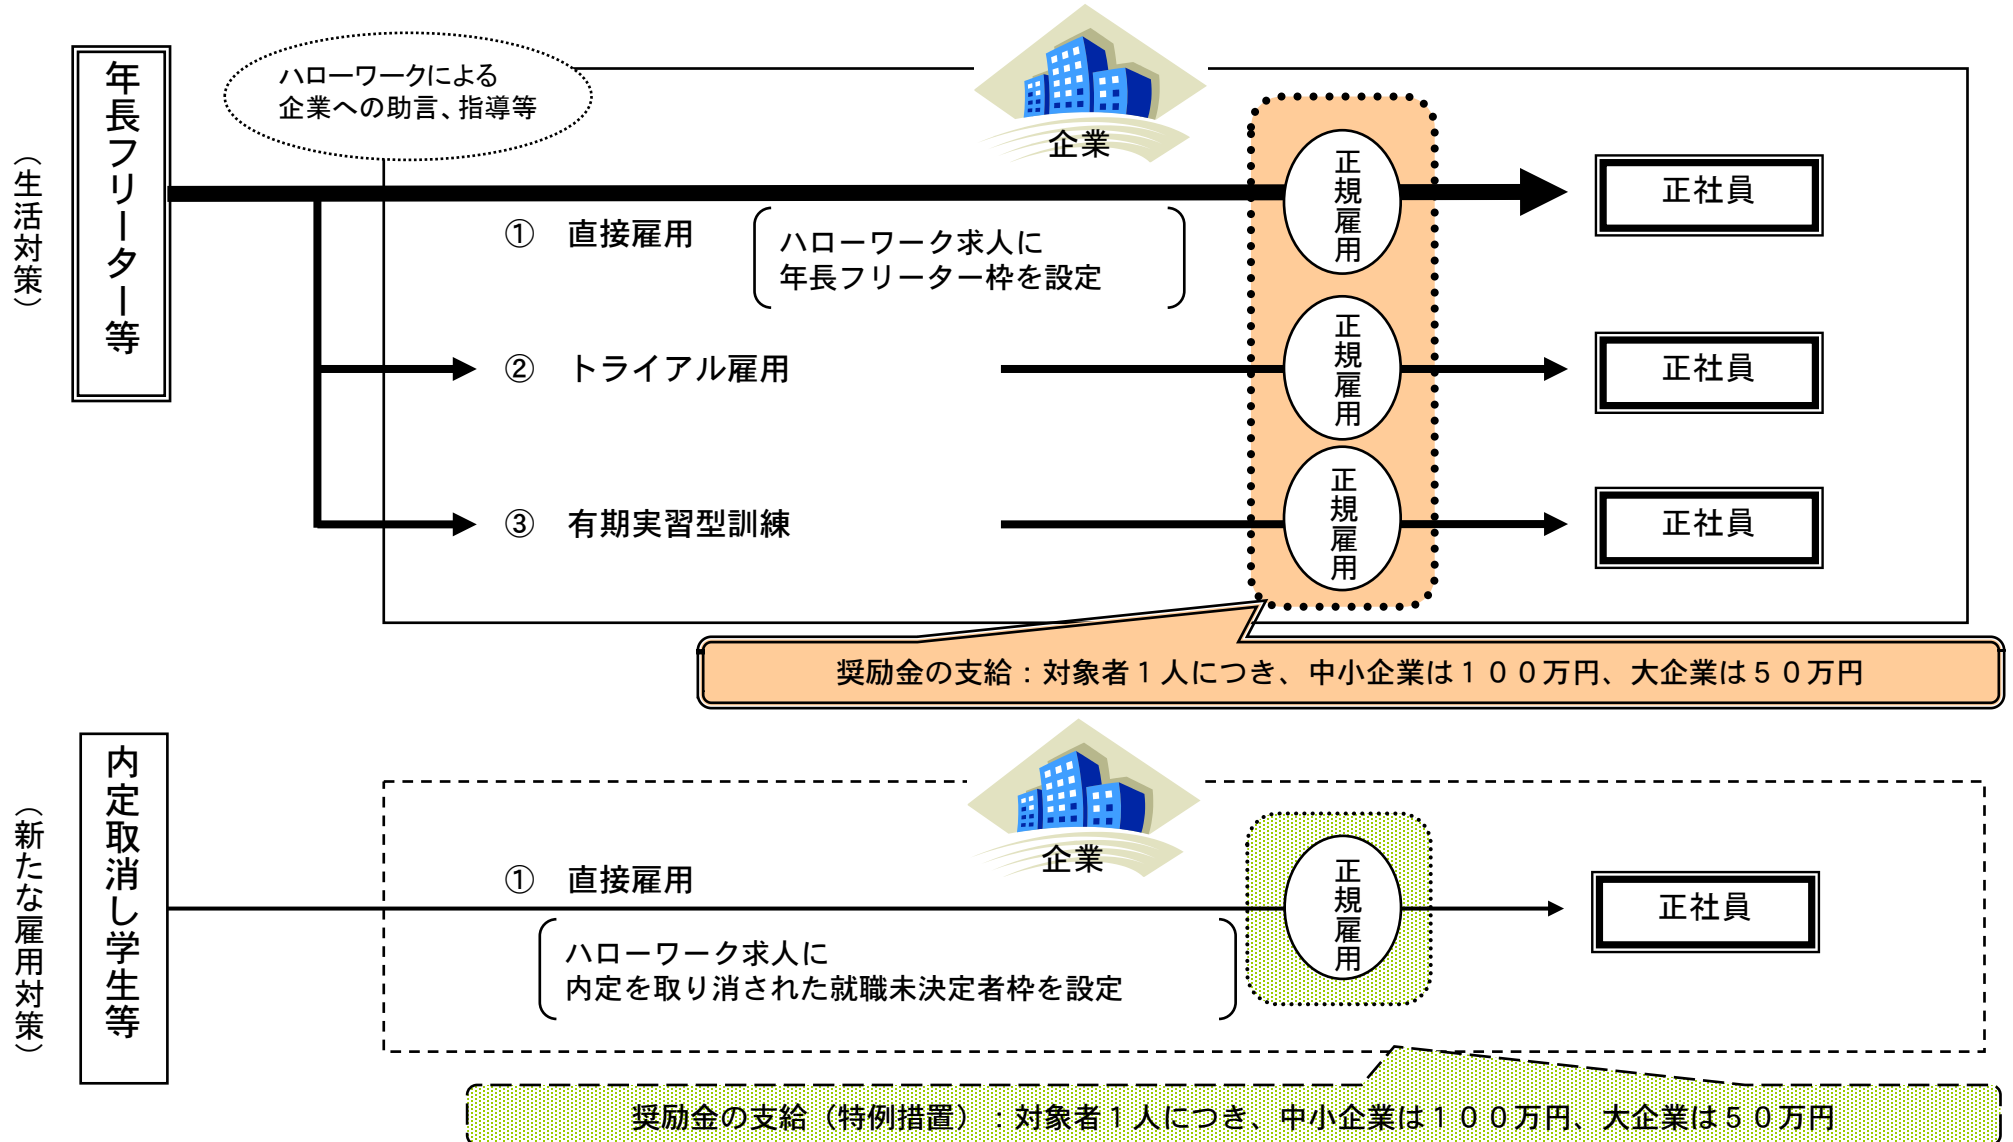 （生活対策）
年長フリーター等
ハローワークによる
企業への助言、指導等
企業
① 直接雇用
ハローワーク求人に
年長フリーター枠を設定
正規雇用
正社員
② トライアル雇用
正規雇用
正社員
③ 有期実習型訓練
正規雇用
正社員
奨励金の支給：対象者１人につき、中小企業は１００万円、大企業は５０万円
（新たな雇用対策）
内定取消し学生等
企業
① 直接雇用
ハローワーク求人に
内定を取り消された就職未決定者枠を設定
正規雇用
正社員
奨励金の支給（特例措置）：対象者１人につき、中小企業は１００万円、大企業は５０万円